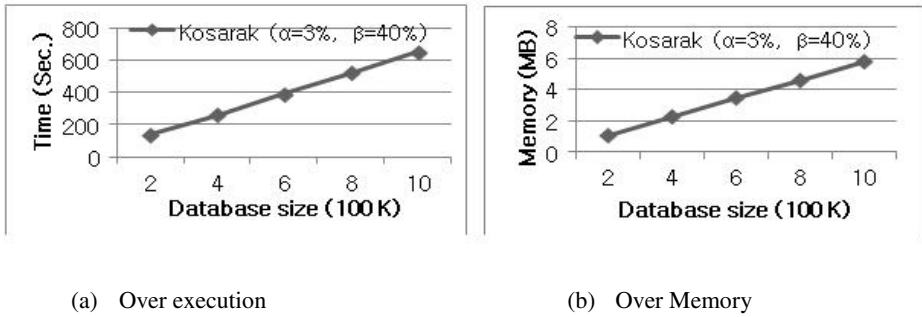 800
600
400
200
0
Time (Sec.)
Kosarak (α=3%, β=40%)
2 4 6 8 10
Database size (100 K)
8
6
4
2
0
Memory (MB)
Kosarak (α=3%, β=40%)
2 4 6 8 10
Database size (100 K)
(a) Over execution
(b) Over Memory